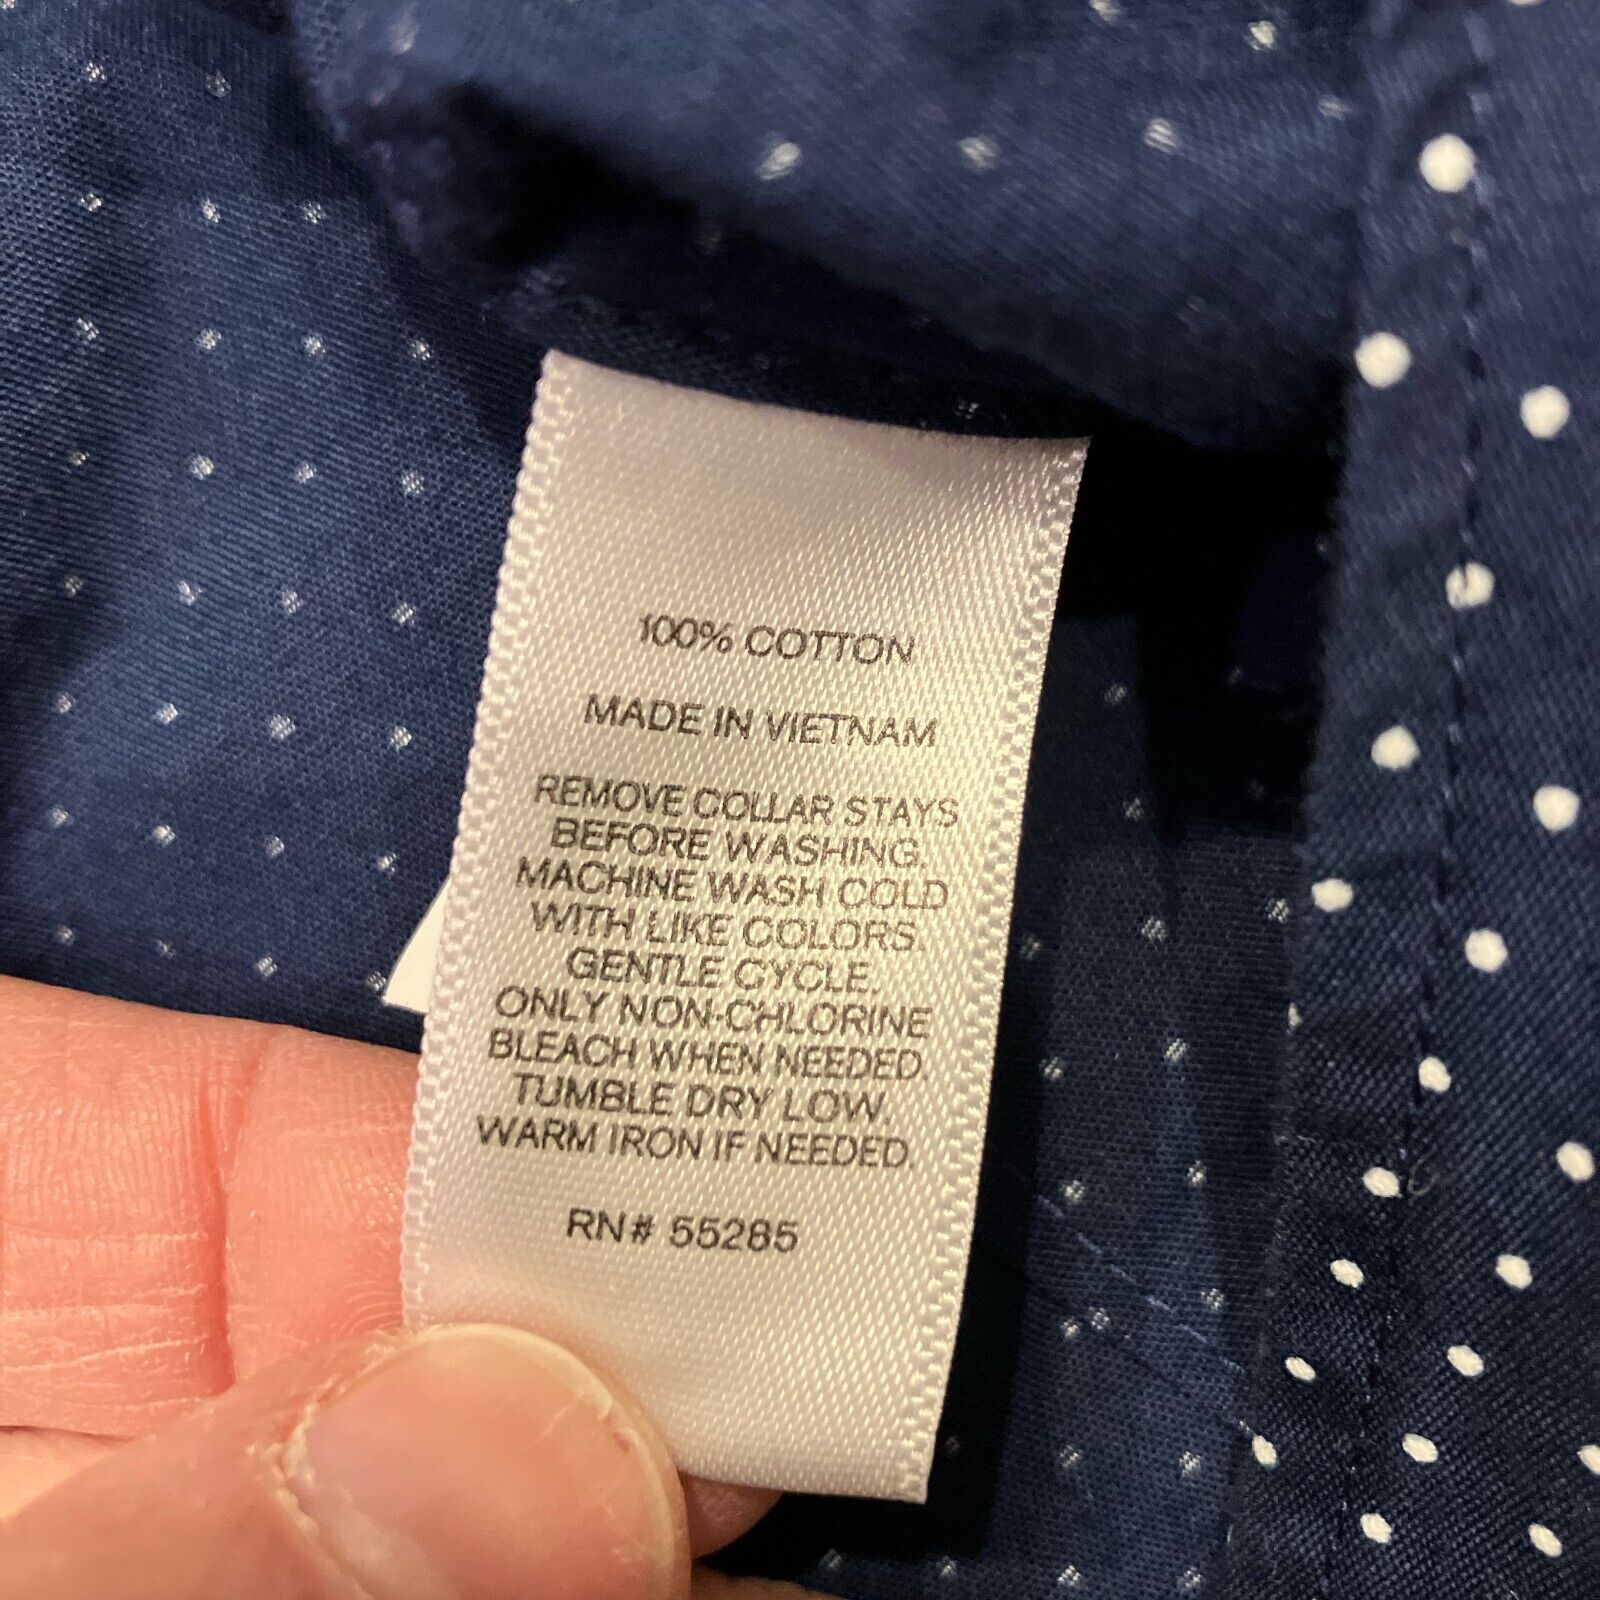 100% COTTON
MADE IN VIETNAM
REMOVE COLLAR STAYS
BEFORE WASHING.
MACHINE WASH COLD
WITH LIKE COLORS.
GENTLE CYCLE.
ONLY NON-CHLORINE
BLEACH WHEN NEEDED.
TUMBLE DRY LOW.
WARM IRON IF NEEDED.
RN# 55285